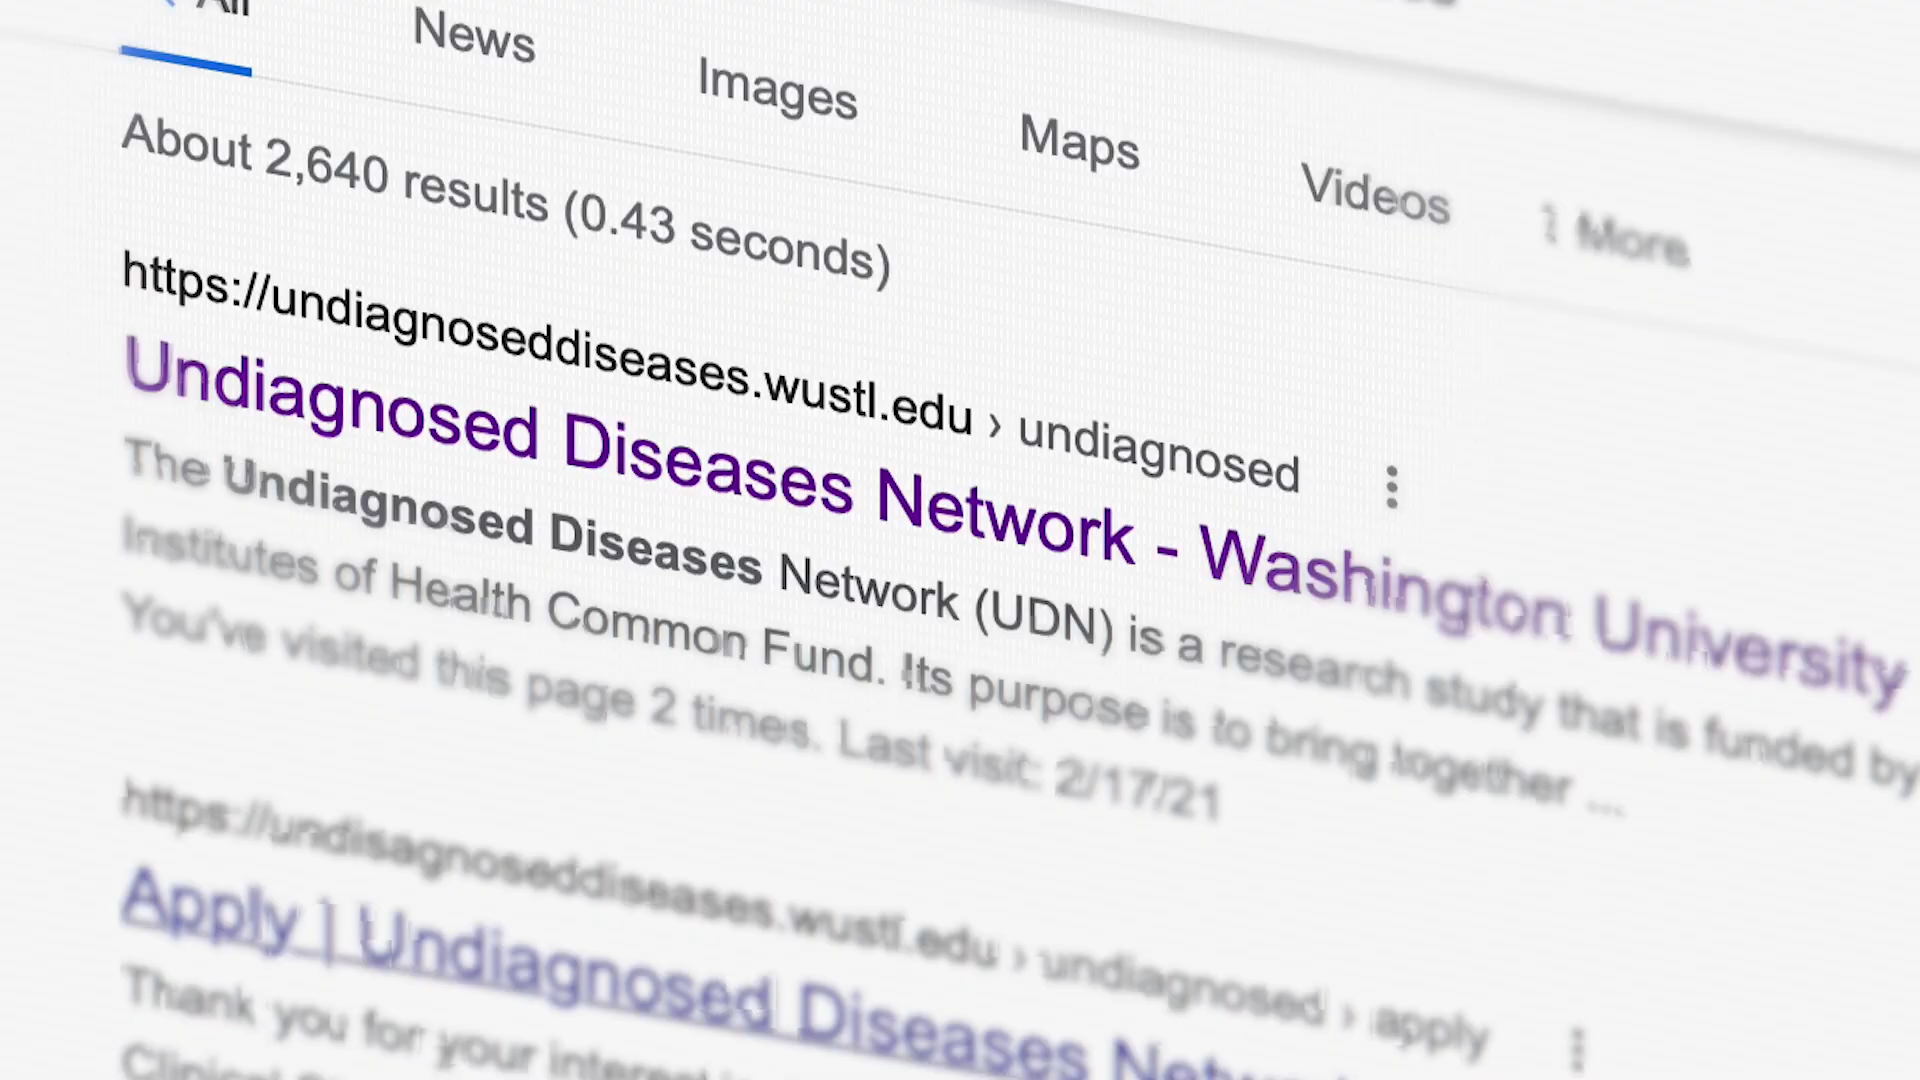 All
News
Images
Maps
Videos
More
About 2,640 results (0.43 seconds)
https://undiagnoseddiseases.wustl.edu › undiagnosed
Undiagnosed Diseases Network - Washington University
The Undiagnosed Diseases Network (UDN) is a research study that is funded by
Institutes of Health Common Fund. Its purpose is to bring together ...
You've visited this page 2 times. Last visit: 2/17/21
https://undisagnoseddiseases.wustl.edu › undiagnosed › apply
Apply | Undiagnosed Diseases
Thank you for your